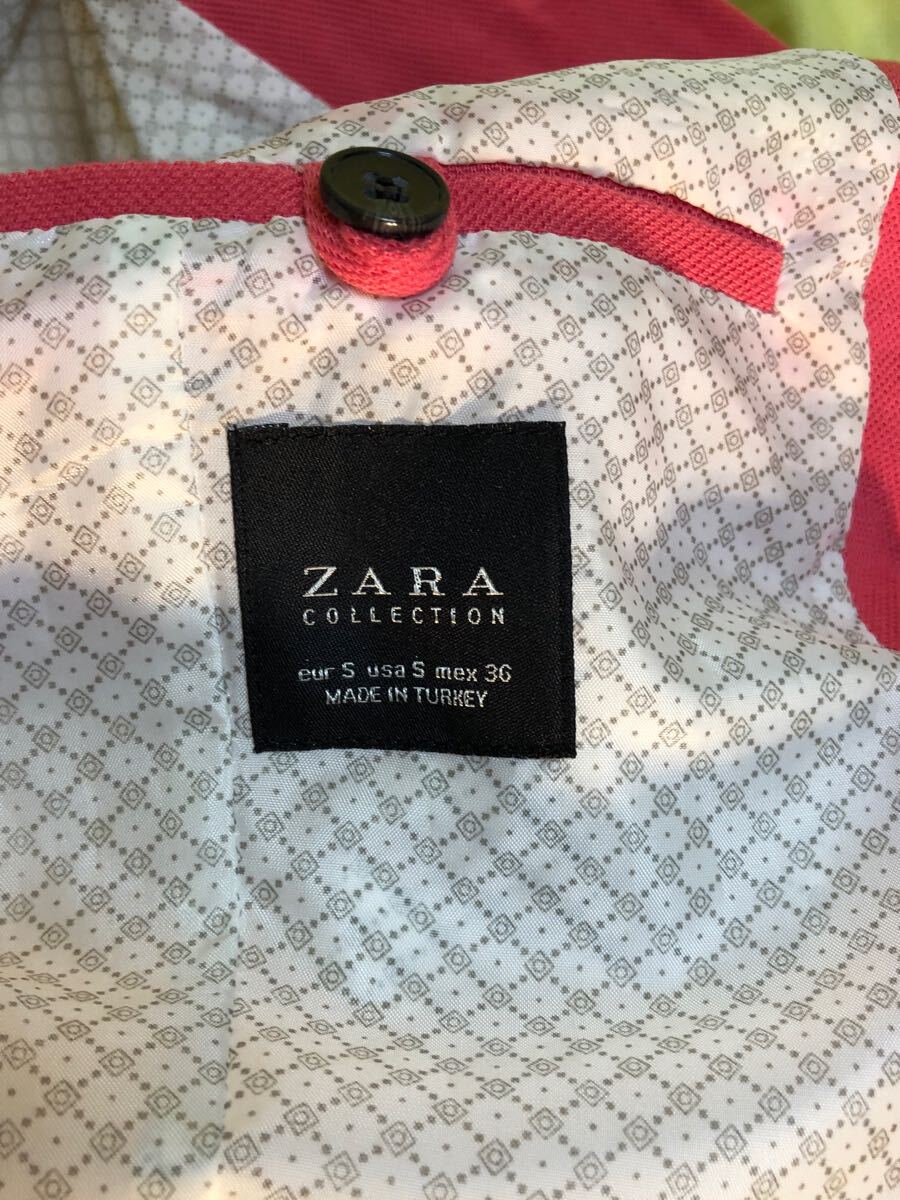 ZARA
COLLECTION
eur S usa S mex 36
MADE IN TURKEY